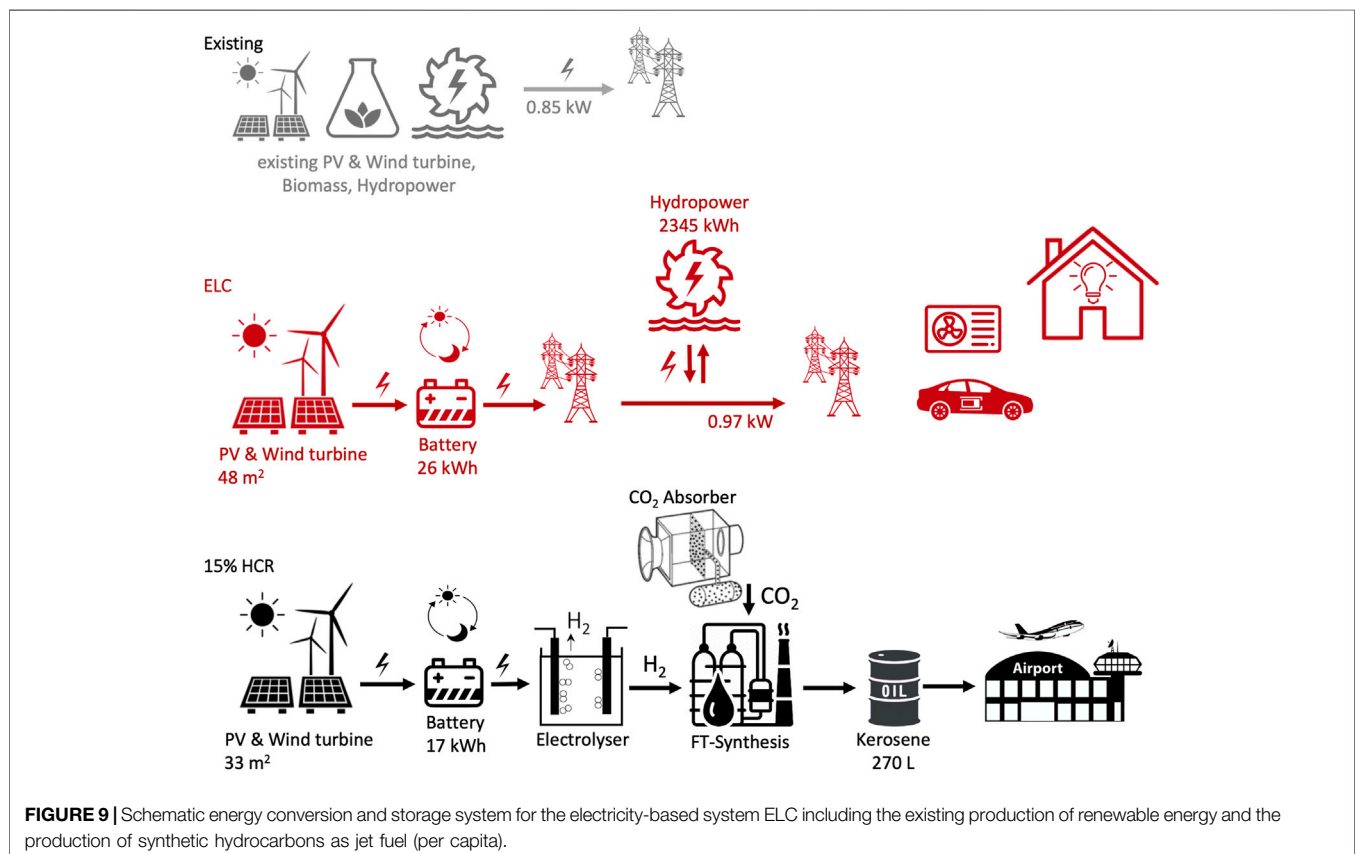 Existing
0.85 kW
existing PV & Wind turbine,
Biomass, Hydropower
Hydropower
2345 kWh
ELC
0.97 kW
PV & Wind turbine
48 m²
Battery
26 kWh
CO₂ Absorber
15% HCR
CO₂
H₂
H₂
Airport
OIL
PV & Wind turbine
33 m²
Battery
17 kWh
Electrolyser
FT-Synthesis
Kerosene
270 L
FIGURE 9 | Schematic energy conversion and storage system for the electricity-based system ELC including the existing production of renewable energy and the
production of synthetic hydrocarbons as jet fuel (per capita).